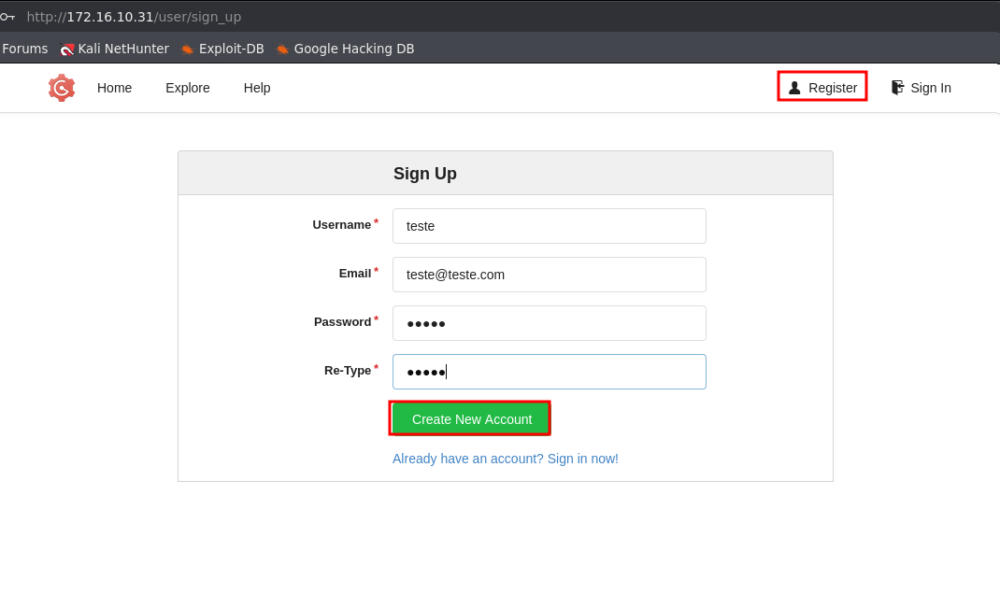 http://172.16.10.31/user/sign_up
Forums Kali NetHunter Exploit-DB Google Hacking DB
Home Explore Help Register Sign In
Sign Up
Username * teste
Email * teste@teste.com
Password * ●●●●●
Re-Type * ●●●●●
Create New Account
Already have an account? Sign in now!